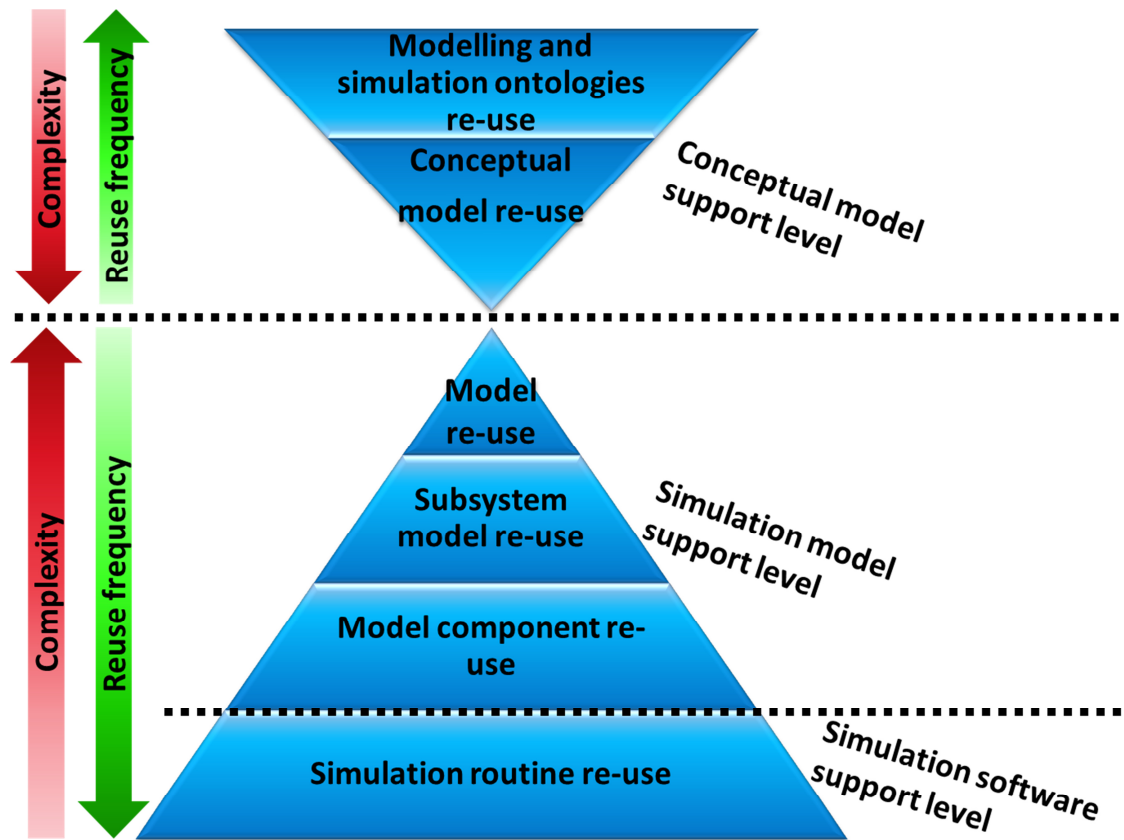 Complexity
Reuse frequency
Modelling and
simulation ontologies
re-use
Conceptual
model re-use
Conceptual model
support level
Complexity
Reuse frequency
Model
re-use
Subsystem
model re-use
Simulation model
support level
Model component re-
use
Simulation routine re-use
Simulation software
support level